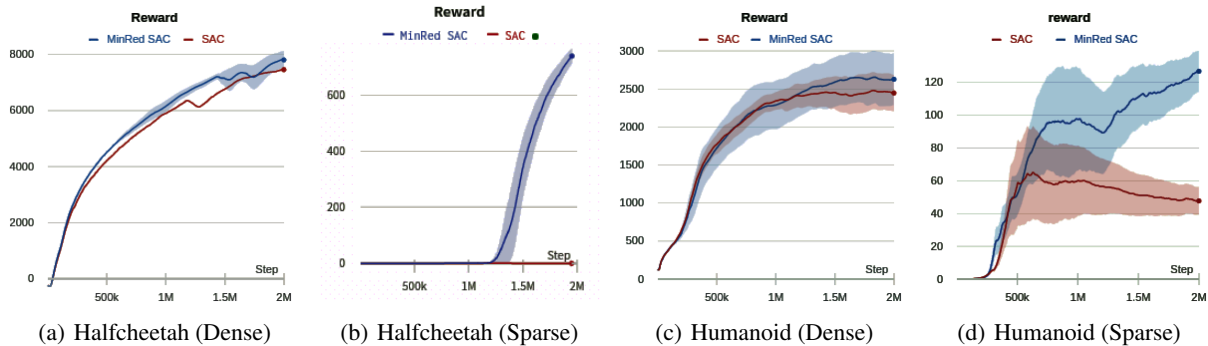 Reward
MinRed SAC SAC
8000
6000
4000
2000
0
Step
500k 1M 1.5M 2M
(a) Halfcheetah (Dense)
Reward
MinRed SAC SAC
600
400
200
0
Step
500k 1M 1.5M 2M
(b) Halfcheetah (Sparse)
Reward
SAC MinRed SAC
3000
2500
2000
1500
1000
500
0
Step
500k 1M 1.5M 2M
(c) Humanoid (Dense)
reward
SAC MinRed SAC
120
100
80
60
40
20
0
Step
500k 1M 1.5M 2M
(d) Humanoid (Sparse)